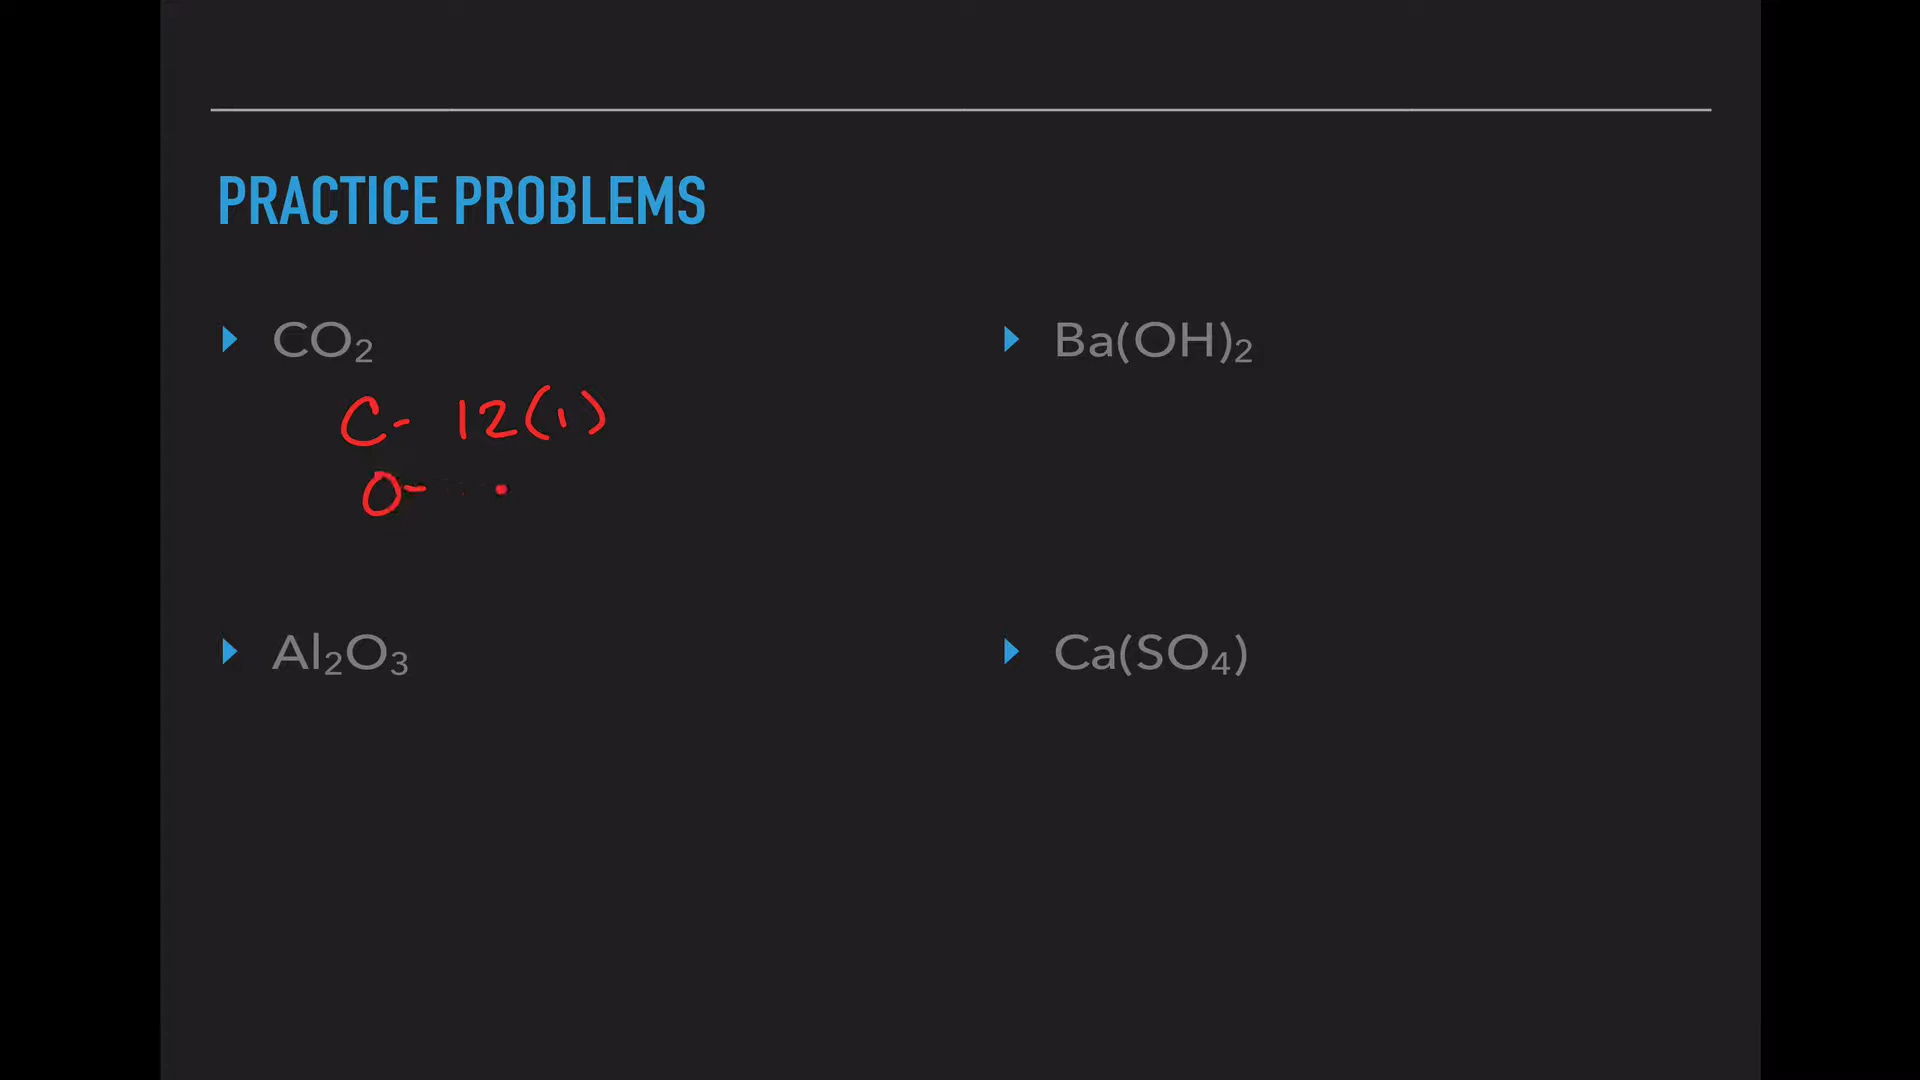 PRACTICE PROBLEMS
CO₂
C- 12(1)
O-
Al₂O₃
Ba(OH)₂
Ca(SO₄)